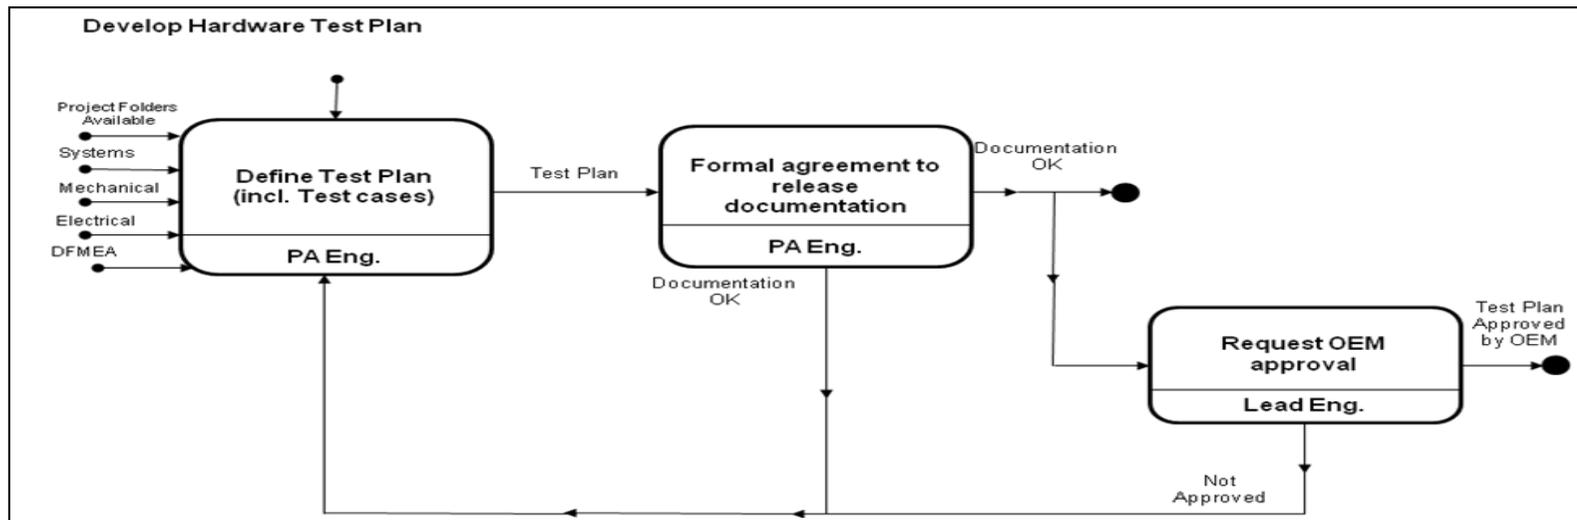 Develop Hardware Test Plan
Project Folders
Available
Systems
Mechanical
Electrical
DFMEA
Define Test Plan
(incl. Test cases)
PA Eng.
Test Plan
Formal agreement to
release
documentation
PA Eng.
Documentation
OK
Documentation
OK
Request OEM
approval
Lead Eng.
Test Plan
Approved
by OEM
Not
Approved